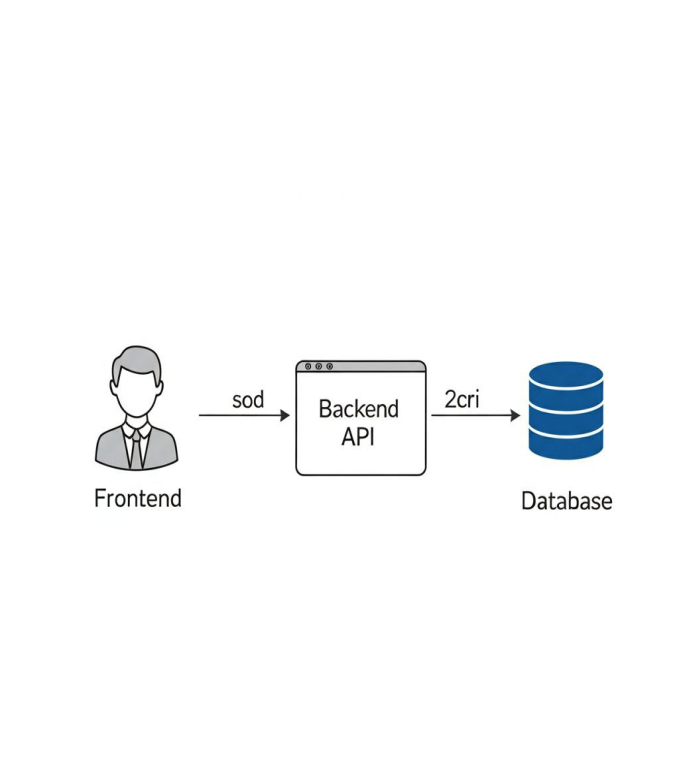 sod
Backend
API
2cri
Frontend
Database